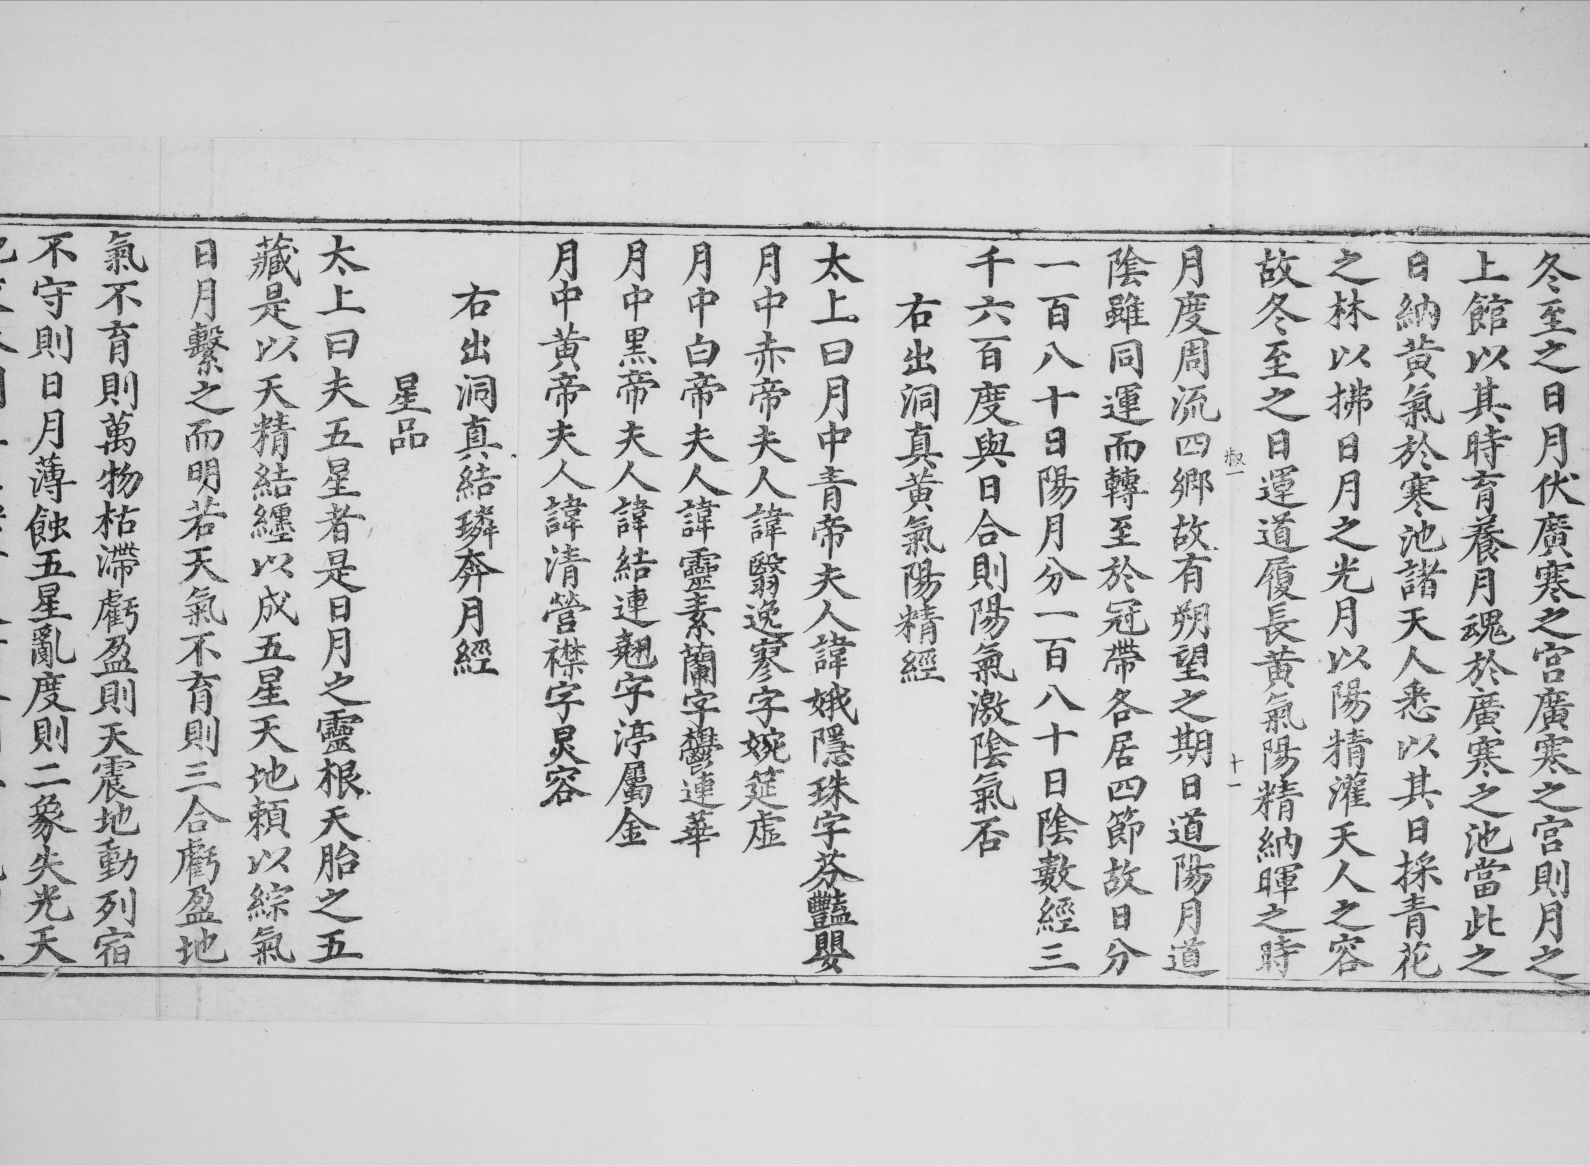 冬至之日月伏廣寒之宮廣寒之宮則月之
上館以其時育養月魂於廣寒之池當此之
日納黃氣於寒池諸天人悉以其日採青花
之林以拂日月之光月以陽精灌天人之容
故冬至之日運道履長黃氣陽精納暉之時
月度周流四鄉故有朔望之期日道陽月道
陰雖同運而轉至於冠帶各居四節故日分
一百八十日陽月分一百八十日陰數經三
千六百度與日合則陽氣激陰氣否
右出洞真黃氣陽精經
太上曰月中青帝夫人諱娥隱珠字芬豔嬰
月中赤帝夫人諱翳逸寥字婉筵虛
月中白帝夫人諱靈素蘭字鬱連華
月中黑帝夫人諱結連翹字渟屬金
月中黃帝夫人諱清營襟字炅容
右出洞真結璘奔月經
星品
太上曰夫五星者是日月之靈根天胎之五
藏是以天精結纏以成五星天地賴以綜氣
日月繫之而明若天氣不育則三合虧盈地
氣不育則萬物枯滯虧盈則天震地動列宿
不守則日月薄蝕五星亂度則二象失光天